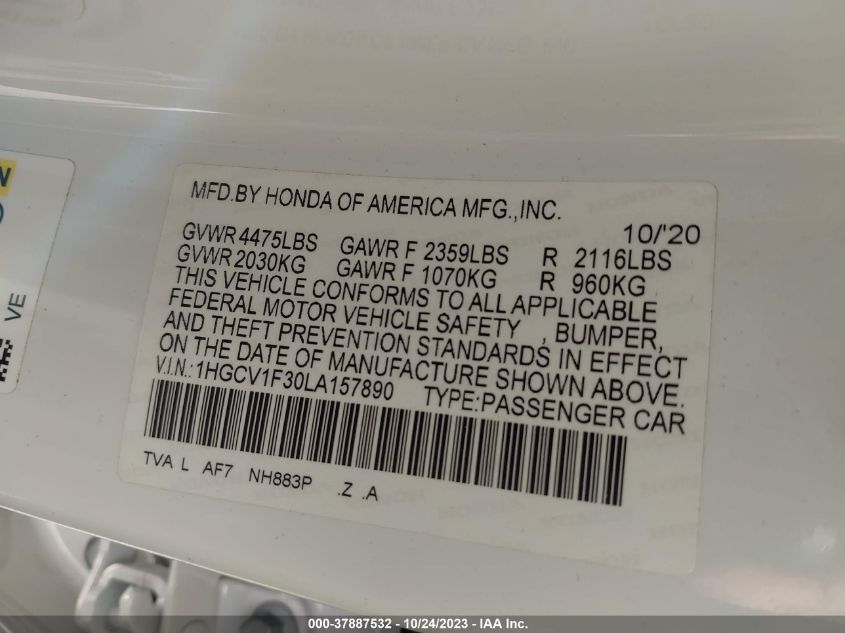 MFD.BY HONDA OF AMERICA MFG.,INC.
10/'20
GVWR 4475LBS GAWR F 2359LBS R 2116LBS
GVWR 2030KG GAWR F 1070KG R 960KG
THIS VEHICLE CONFORMS TO ALL APPLICABLE
FEDERAL MOTOR VEHICLE SAFETY , BUMPER,
AND THEFT PREVENTION STANDARDS IN EFFECT
ON THE DATE OF MANUFACTURE SHOWN ABOVE.
V.I.N.:1HGCV1F30LA157890 TYPE:PASSENGER CAR
TVA L AF7 NH883P .Z .A
N
VE
000-37887532 - 10/24/2023 - IAA Inc.